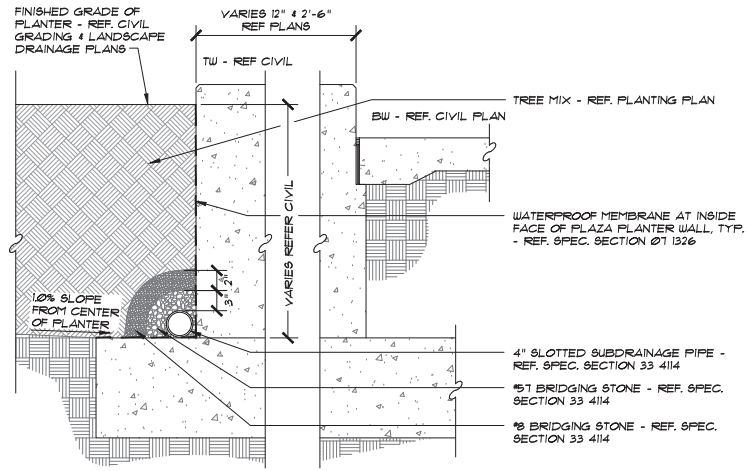 FINISHED GRADE OF
PLANTER - REF. CIVIL
GRADING & LANDSCAPE
DRAINAGE PLANS
VARIES 12" & 2'-6"
REF PLANS
TW - REF CIVIL
TREE MIX - REF. PLANTING PLAN
BW - REF. CIVIL PLAN
VARIES REFER CIVIL
WATERPROOF MEMBRANE AT INSIDE
FACE OF PLAZA PLANTER WALL, TYP.
- REF. SPEC. SECTION 07 1326
2"
3"
1.0% SLOPE
FROM CENTER
OF PLANTER
4" SLOTTED SUBDRAINAGE PIPE -
REF. SPEC. SECTION 33 4114
#57 BRIDGING STONE - REF. SPEC.
SECTION 33 4114
#8 BRIDGING STONE - REF. SPEC.
SECTION 33 4114